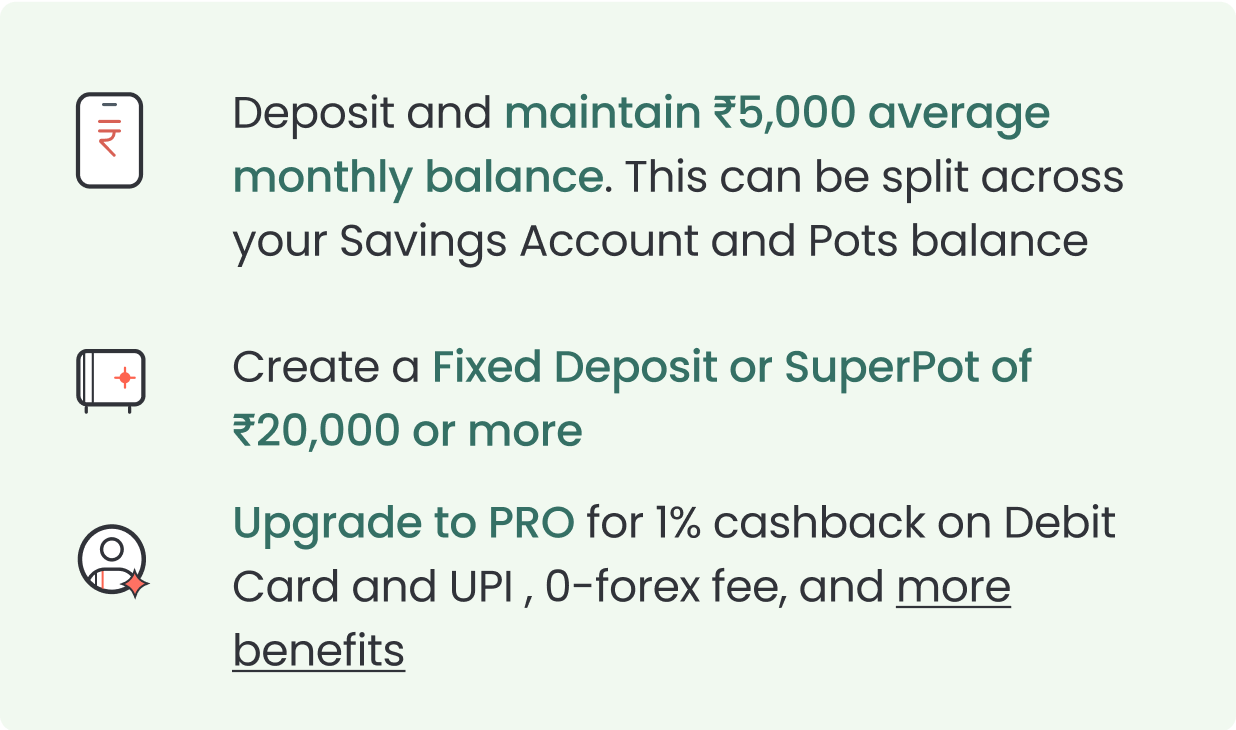 Deposit and maintain ₹5,000 average
monthly balance. This can be split across
your Savings Account and Pots balance
Create a Fixed Deposit or SuperPot of
₹20,000 or more
Upgrade to PRO for 1% cashback on Debit
Card and UPI , 0-forex fee, and more
benefits